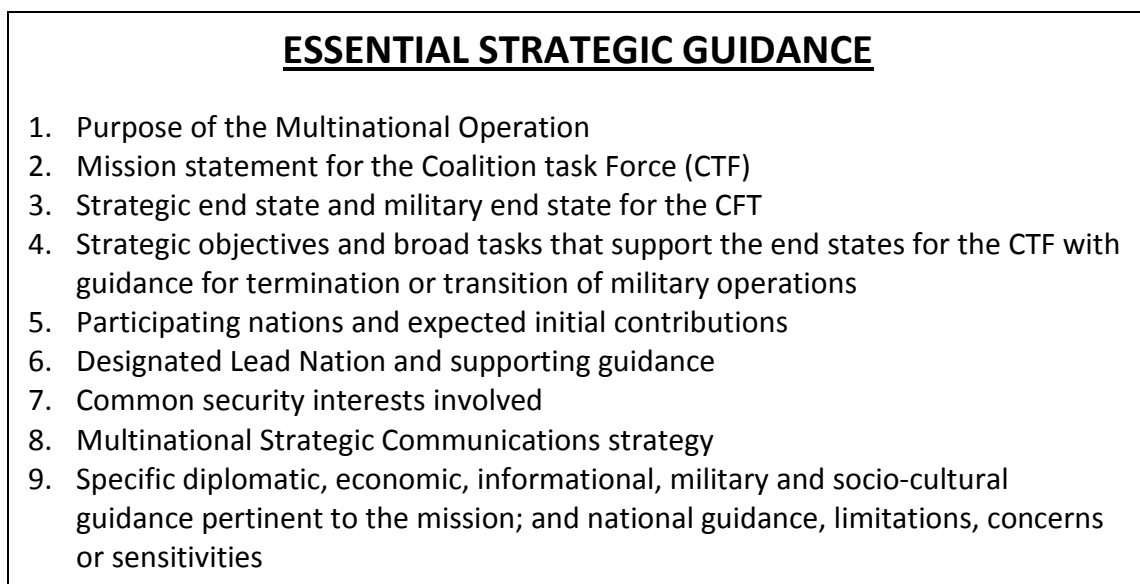 ESSENTIAL STRATEGIC GUIDANCE
1. Purpose of the Multinational Operation
2. Mission statement for the Coalition task Force (CTF)
3. Strategic end state and military end state for the CFT
4. Strategic objectives and broad tasks that support the end states for the CTF with
guidance for termination or transition of military operations
5. Participating nations and expected initial contributions
6. Designated Lead Nation and supporting guidance
7. Common security interests involved
8. Multinational Strategic Communications strategy
9. Specific diplomatic, economic, informational, military and socio-cultural
guidance pertinent to the mission; and national guidance, limitations, concerns
or sensitivities